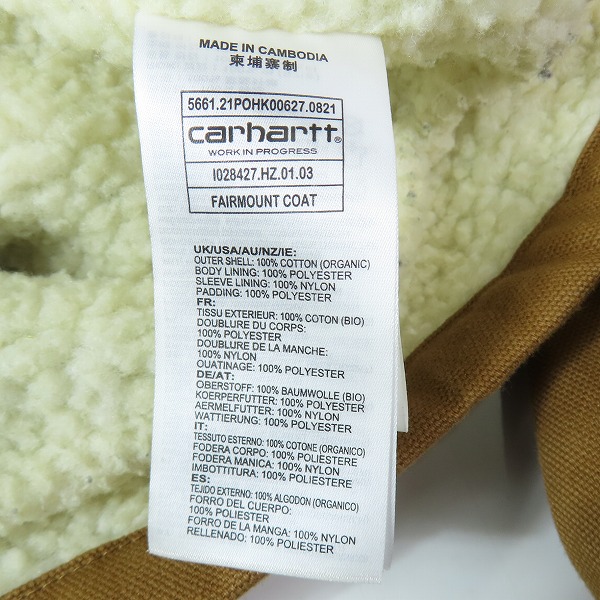 MADE IN CAMBODIA
柬埔寨制
5661.21POHK00627.0821
carhartt®
WORK IN PROGRESS
I028427.HZ.01.03
FAIRMOUNT COAT
UK/USA/AU/NZ/IE:
OUTER SHELL: 100% COTTON (ORGANIC)
BODY LINING: 100% POLYESTER
SLEEVE LINING: 100% NYLON
PADDING: 100% POLYESTER
FR:
TISSU EXTERIEUR: 100% COTON (BIO)
DOUBLURE DU CORPS:
100% POLYESTER
DOUBLURE DE LA MANCHE:
100% NYLON
OUATINAGE: 100% POLYESTER
DE/AT:
OBERSTOFF: 100% BAUMWOLLE (BIO)
KOERPERFUTTER: 100% POLYESTER
AERMELFUTTER: 100% NYLON
WATTIERUNG: 100% POLYESTER
IT:
TESSUTO ESTERNO: 100% COTONE (ORGANICO)
FODERA CORPO: 100% POLIESTERE
FODERA MANICA: 100% NYLON
IMBOTTITURA: 100% POLIESTERE
ES:
TEJIDO EXTERNO: 100% ALGODON (ORGANICO)
FORRO DEL CUERPO:
100% POLIESTER
FORRO DE LA MANGA: 100% NYLON
RELLENADO: 100% POLIESTER